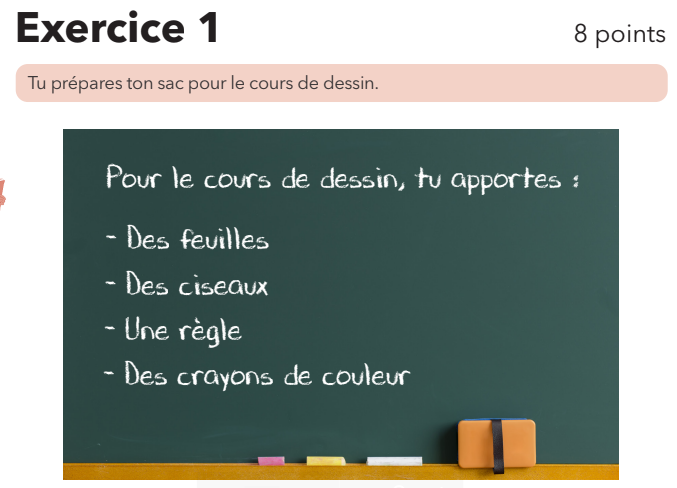 Exercice 1
8 points
Tu prépares ton sac pour le cours de dessin.
Pour le cours de dessin, tu apportes :
- Des feuilles
- Des ciseaux
- Une règle
- Des crayons de couleur